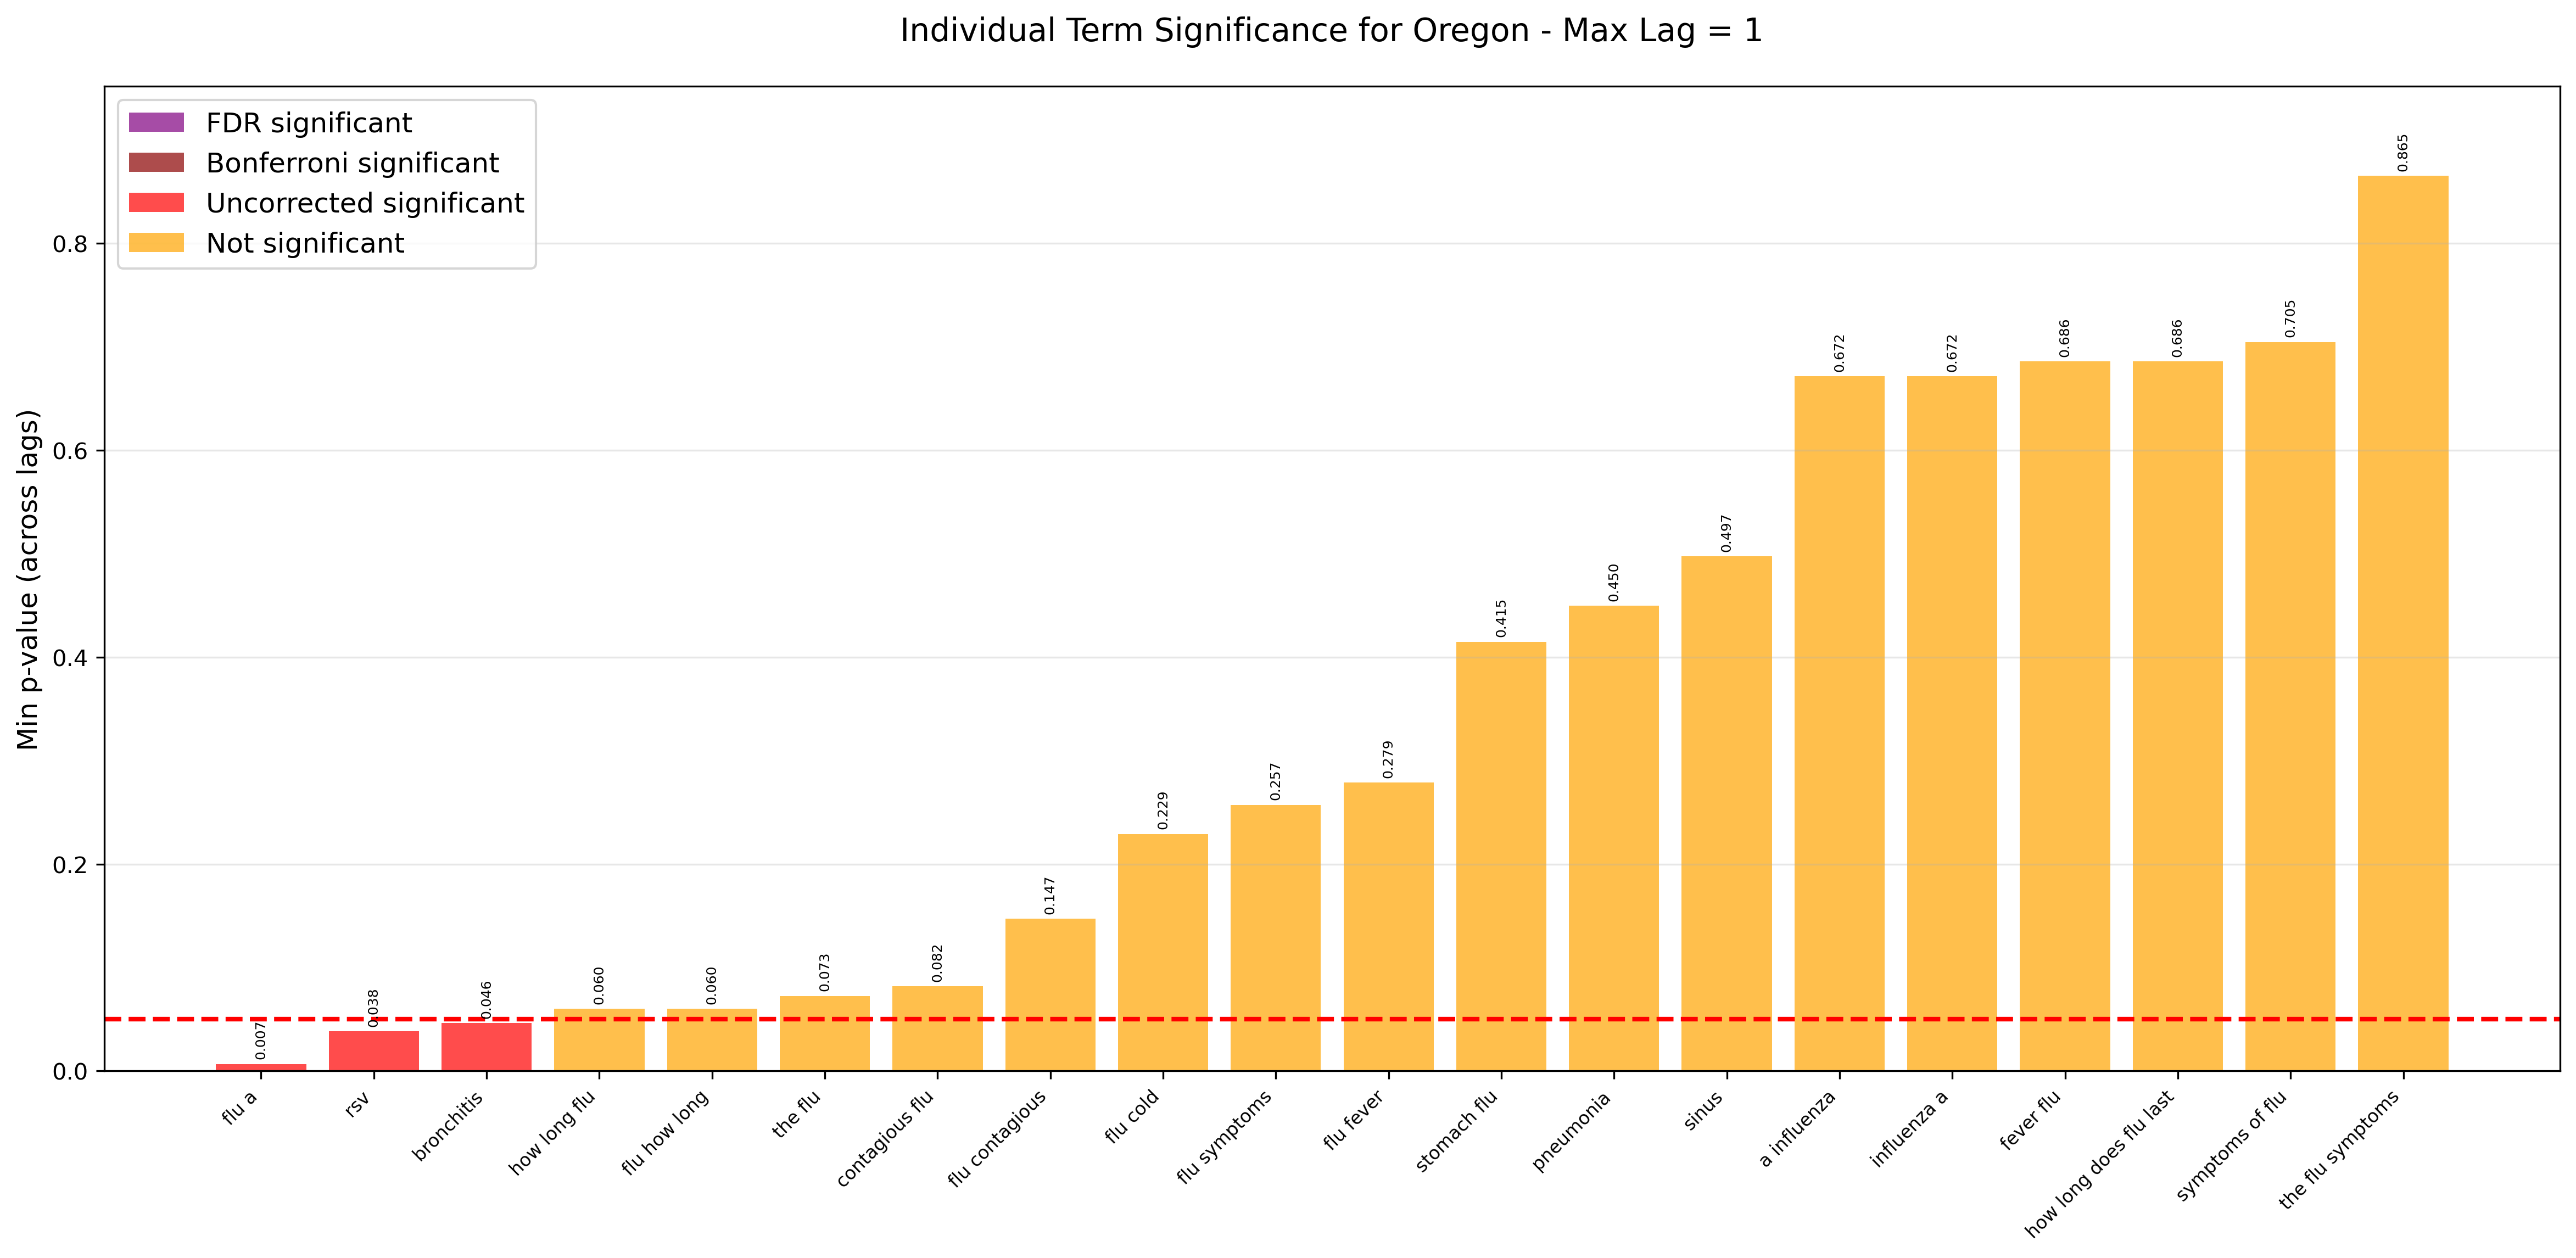 Individual Term Significance for Oregon - Max Lag = 1
FDR significant
Bonferroni significant
Uncorrected significant
Not significant
Min p-value (across lags)
0.8
0.6
0.4
0.2
0.0
0.007
0.038
0.046
0.060
0.060
0.073
0.082
0.147
0.229
0.257
0.279
0.415
0.450
0.497
0.672
0.672
0.686
0.686
0.705
0.865
flu a
rsv
bronchitis
how long flu
flu how long
the flu
contagious flu
flu contagious
flu cold
flu symptoms
flu fever
stomach flu
pneumonia
sinus
a influenza
influenza a
fever flu
how long does flu last
symptoms of flu
the flu symptoms